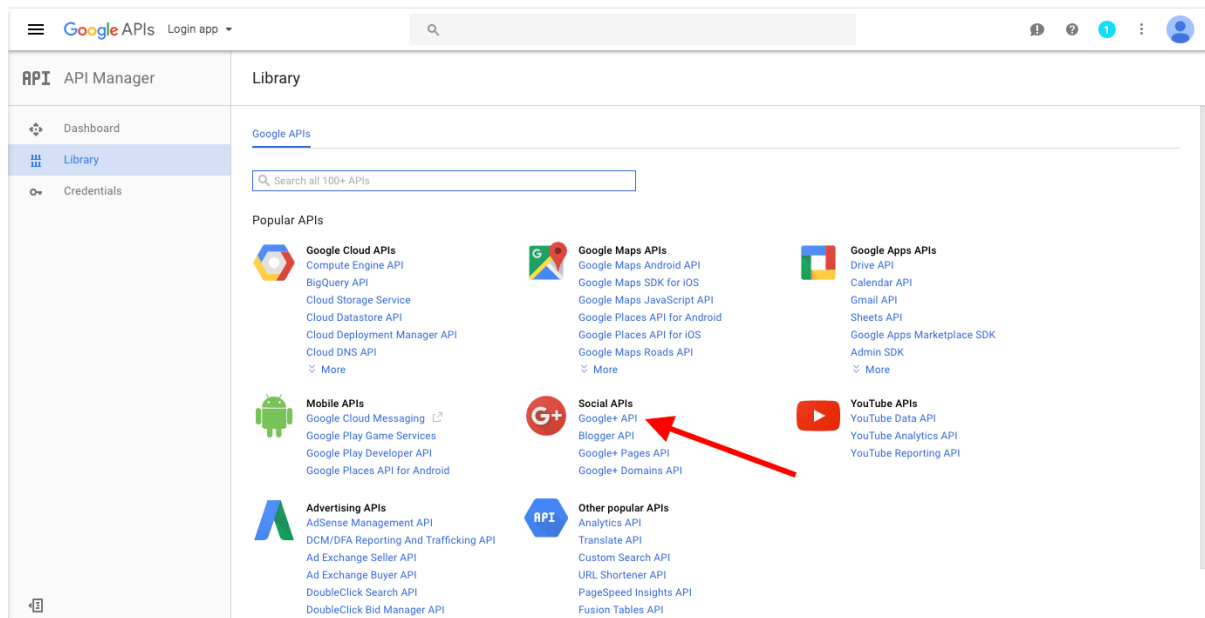 Google APIs Login app
1
API API Manager
Library
Dashboard
Library
Credentials
Google APIs
Search all 100+ APIs
Popular APIs
Google Cloud APIs
Compute Engine API
BigQuery API
Cloud Storage Service
Cloud Datastore API
Cloud Deployment Manager API
Cloud DNS API
More
G
Google Maps APIs
Google Maps Android API
Google Maps SDK for iOS
Google Maps JavaScript API
Google Places API for Android
Google Places API for iOS
Google Maps Roads API
More
Google Apps APIs
Drive API
Calendar API
Gmail API
Sheets API
Google Apps Marketplace SDK
Admin SDK
More
Mobile APIs
Google Cloud Messaging
Google Play Game Services
Google Play Developer API
Google Places API for Android
G+
Social APIs
Google+ API
Blogger API
Google+ Pages API
Google+ Domains API
YouTube APIs
YouTube Data API
YouTube Analytics API
YouTube Reporting API
Advertising APIs
AdSense Management API
DCM/DFA Reporting And Trafficking API
Ad Exchange Seller API
Ad Exchange Buyer API
DoubleClick Search API
DoubleClick Bid Manager API
API
Other popular APIs
Analytics API
Translate API
Custom Search API
URL Shortener API
PageSpeed Insights API
Fusion Tables API